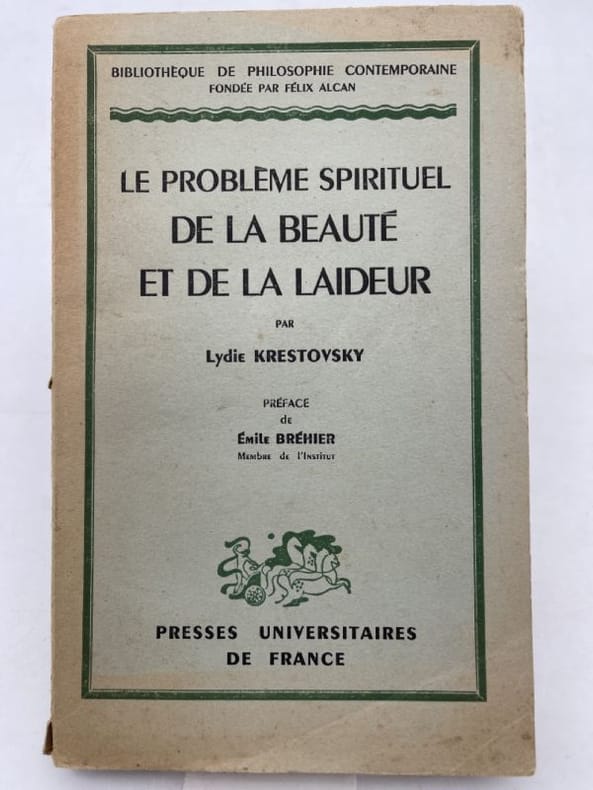 BIBLIOTHÈQUE DE PHILOSOPHIE CONTEMPORAINE
FONDÉE PAR FÉLIX ALCAN
LE PROBLÈME SPIRITUEL
DE LA BEAUTÉ
ET DE LA LAIDEUR
PAR
Lydie KRESTOVSKY
PRÉFACE
de
Émile BRÉHIER
Membre de l'Institut
PRESSES UNIVERSITAIRES
DE FRANCE